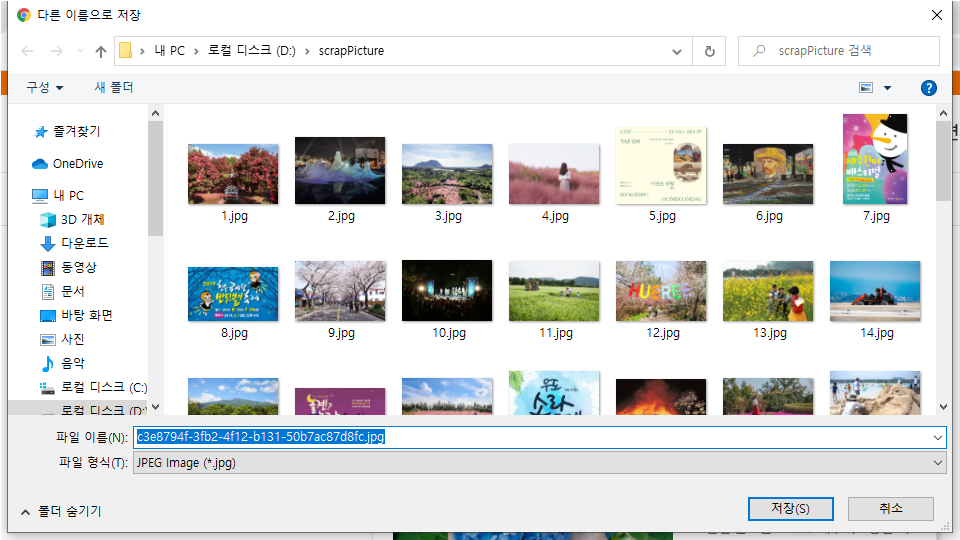 다른 이름으로 저장
내 PC > 로컬 디스크 (D:) > scrapPicture
scrapPicture 검색
구성
새 폴더
즐겨찾기
OneDrive
내 PC
3D 개체
다운로드
동영상
문서
바탕 화면
사진
음악
로컬 디스크 (C:)
로컬 디스크 (D:)
1.jpg
2.jpg
3.jpg
4.jpg
5.jpg
6.jpg
7.jpg
8.jpg
9.jpg
10.jpg
11.jpg
HUEREE
12.jpg
13.jpg
14.jpg
파일 이름(N):
c3e8794f-3fb2-4f12-b131-50b7ac87d8fc.jpg
파일 형식(T):
JPEG Image (*.jpg)
폴더 숨기기
저장(S)
취소